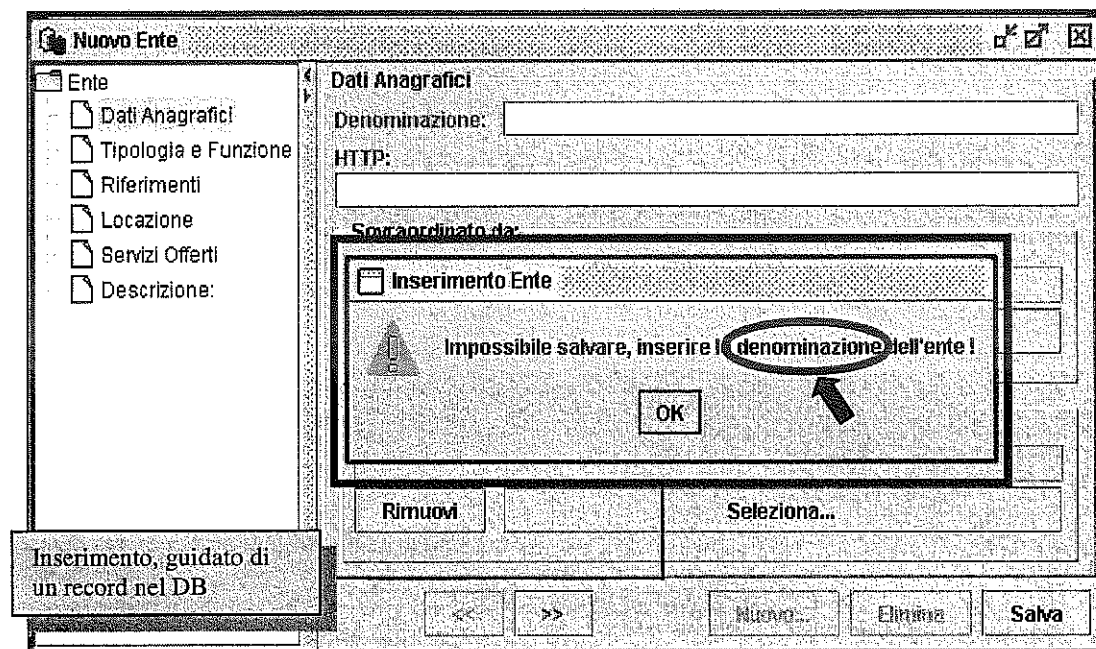 Nuovo Ente
Ente
Dati Anagrafici
Tipologia e Funzione
Riferimenti
Locazione
Servizi Offerti
Descrizione:
Dati Anagrafici
Denominazione:
HTTP:
Sovraordinato da:
Inserimento Ente
Impossibile salvare, inserire l denominazione dell'ente !
OK
Rimuovi
Seleziona...
Inserimento, guidato di
un record nel DB
<< >> Nuovo... Elimina Salva